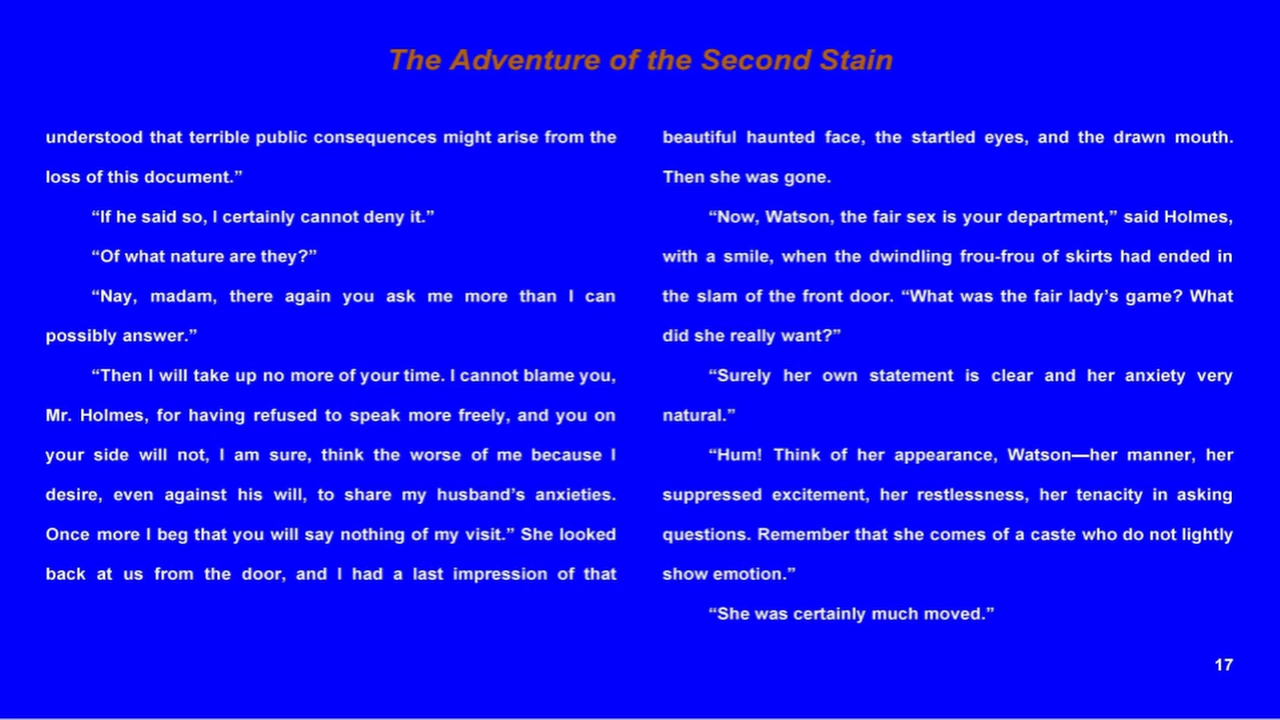 The Adventure of the Second Stain
understood that terrible public consequences might arise from the
loss of this document.”
“If he said so, I certainly cannot deny it.”
“Of what nature are they?”
“Nay, madam, there again you ask me more than I can
possibly answer.”
“Then I will take up no more of your time. I cannot blame you,
Mr. Holmes, for having refused to speak more freely, and you on
your side will not, I am sure, think the worse of me because I
desire, even against his will, to share my husband’s anxieties.
Once more I beg that you will say nothing of my visit.” She looked
back at us from the door, and I had a last impression of that
beautiful haunted face, the startled eyes, and the drawn mouth.
Then she was gone.
“Now, Watson, the fair sex is your department,” said Holmes,
with a smile, when the dwindling frou-frou of skirts had ended in
the slam of the front door. “What was the fair lady’s game? What
did she really want?”
“Surely her own statement is clear and her anxiety very
natural.”
“Hum! Think of her appearance, Watson—her manner, her
suppressed excitement, her restlessness, her tenacity in asking
questions. Remember that she comes of a caste who do not lightly
show emotion.”
“She was certainly much moved.”
17